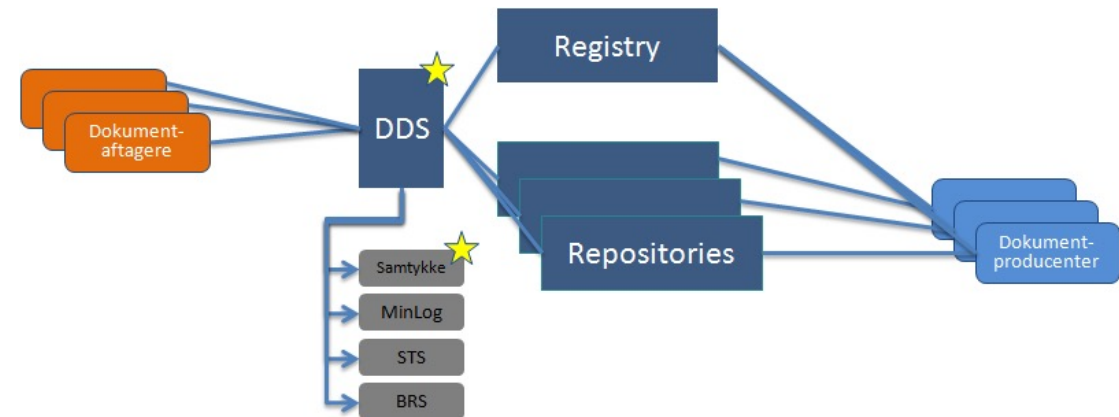 Registry
DDS
Dokument-
aftagere
Repositories
Dokument-
producenter
Samtykke
MinLog
STS
BRS